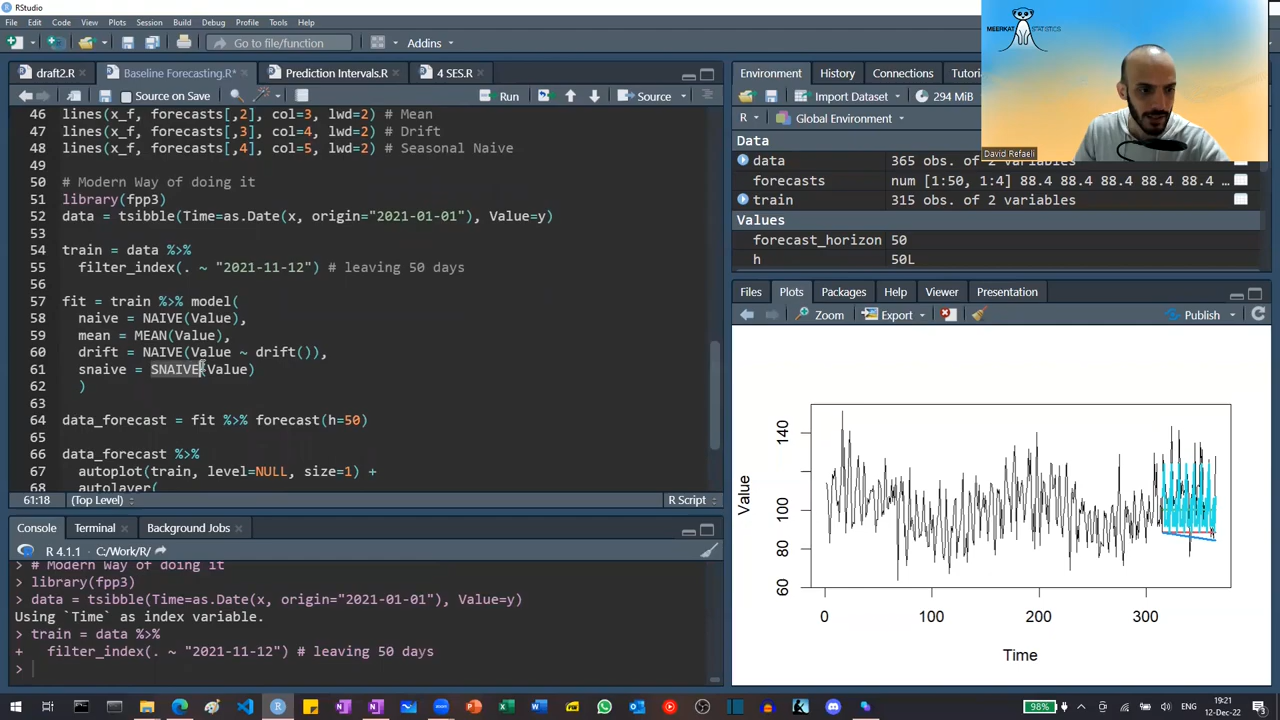 RStudio
File Edit Code View Plots Session Build Debug Profile Tools Help
Go to file/function
Addins
draft2.R
Baseline Forecasting.R*
Prediction Intervals.R
4 SES.R
Source on Save
Run
Source
46 lines(x_f, forecasts[,2], col=3, lwd=2) # Mean
47 lines(x_f, forecasts[,3], col=4, lwd=2) # Drift
48 lines(x_f, forecasts[,4], col=5, lwd=2) # Seasonal Naive
49
50 # Modern Way of doing it
51 library(fpp3)
52 data = tsibble(Time=as.Date(x, origin="2021-01-01"), Value=y)
53
54 train = data %>%
55 filter_index(. ~ "2021-11-12") # leaving 50 days
56
57 fit = train %>% model(
58 naive = NAIVE(Value),
59 mean = MEAN(Value),
60 drift = NAIVE(Value ~ drift()),
61 snaive = SNAIVE(Value)
62 )
63
64 data_forecast = fit %>% forecast(h=50)
65
66 data_forecast %>%
67 autoplot(train, level=NULL, size=1) +
68 autolayer(
61:18 (Top Level) R Script
Console Terminal Background Jobs
R 4.1.1 · C:/Work/R/
> # Modern Way of doing it
> library(fpp3)
> data = tsibble(Time=as.Date(x, origin="2021-01-01"), Value=y)
Using `Time` as index variable.
> train = data %>%
+ filter_index(. ~ "2021-11-12") # leaving 50 days
>
Environment History Connections Tutori
Import Dataset 294 MiB
R Global Environment
Data
data 365 obs. of 2 variables
forecasts num [1:50, 1:4] 88.4 88.4 88.4 88.4 88.4 ...
train 315 obs. of 2 variables
Values
forecast_horizon 50
h 50L
Files Plots Packages Help Viewer Presentation
Zoom Export Publish
Value
140
100
80
60
0 100 200 300
Time
MEERKAT STATISTICS
David Rafaeli
98%
ENG
19:21
12-Dec-22